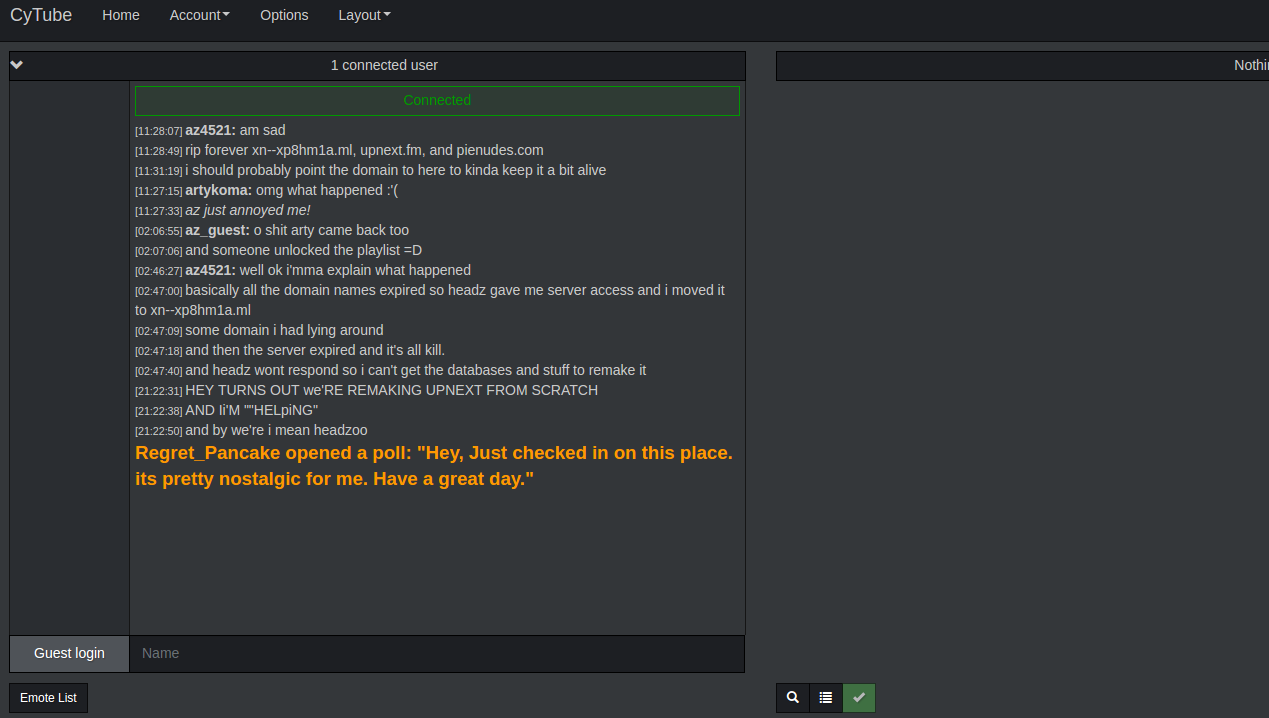 CyTube Home Account Options Layout
1 connected user
Nothi
Connected
[11:28:07] az4521: am sad
[11:28:49] rip forever xn--xp8hm1a.ml, upnext.fm, and pienudes.com
[11:31:19] i should probably point the domain to here to kinda keep it a bit alive
[11:27:15] artykoma: omg what happened :'(
[11:27:33] az just annoyed me!
[02:06:55] az_guest: o shit arty came back too
[02:07:06] and someone unlocked the playlist =D
[02:46:27] az4521: well ok i'mma explain what happened
[02:47:00] basically all the domain names expired so headz gave me server access and i moved it
to xn--xp8hm1a.ml
[02:47:09] some domain i had lying around
[02:47:18] and then the server expired and it's all kill.
[02:47:40] and headz wont respond so i can't get the databases and stuff to remake it
[21:22:31] HEY TURNS OUT we'RE REMAKING UPNEXT FROM SCRATCH
[21:22:38] AND Ii'M ""HELpiNG"
[21:22:50] and by we're i mean headzoo
Regret_Pancake opened a poll: "Hey, Just checked in on this place.
its pretty nostalgic for me. Have a great day."
Guest login Name
Emote List